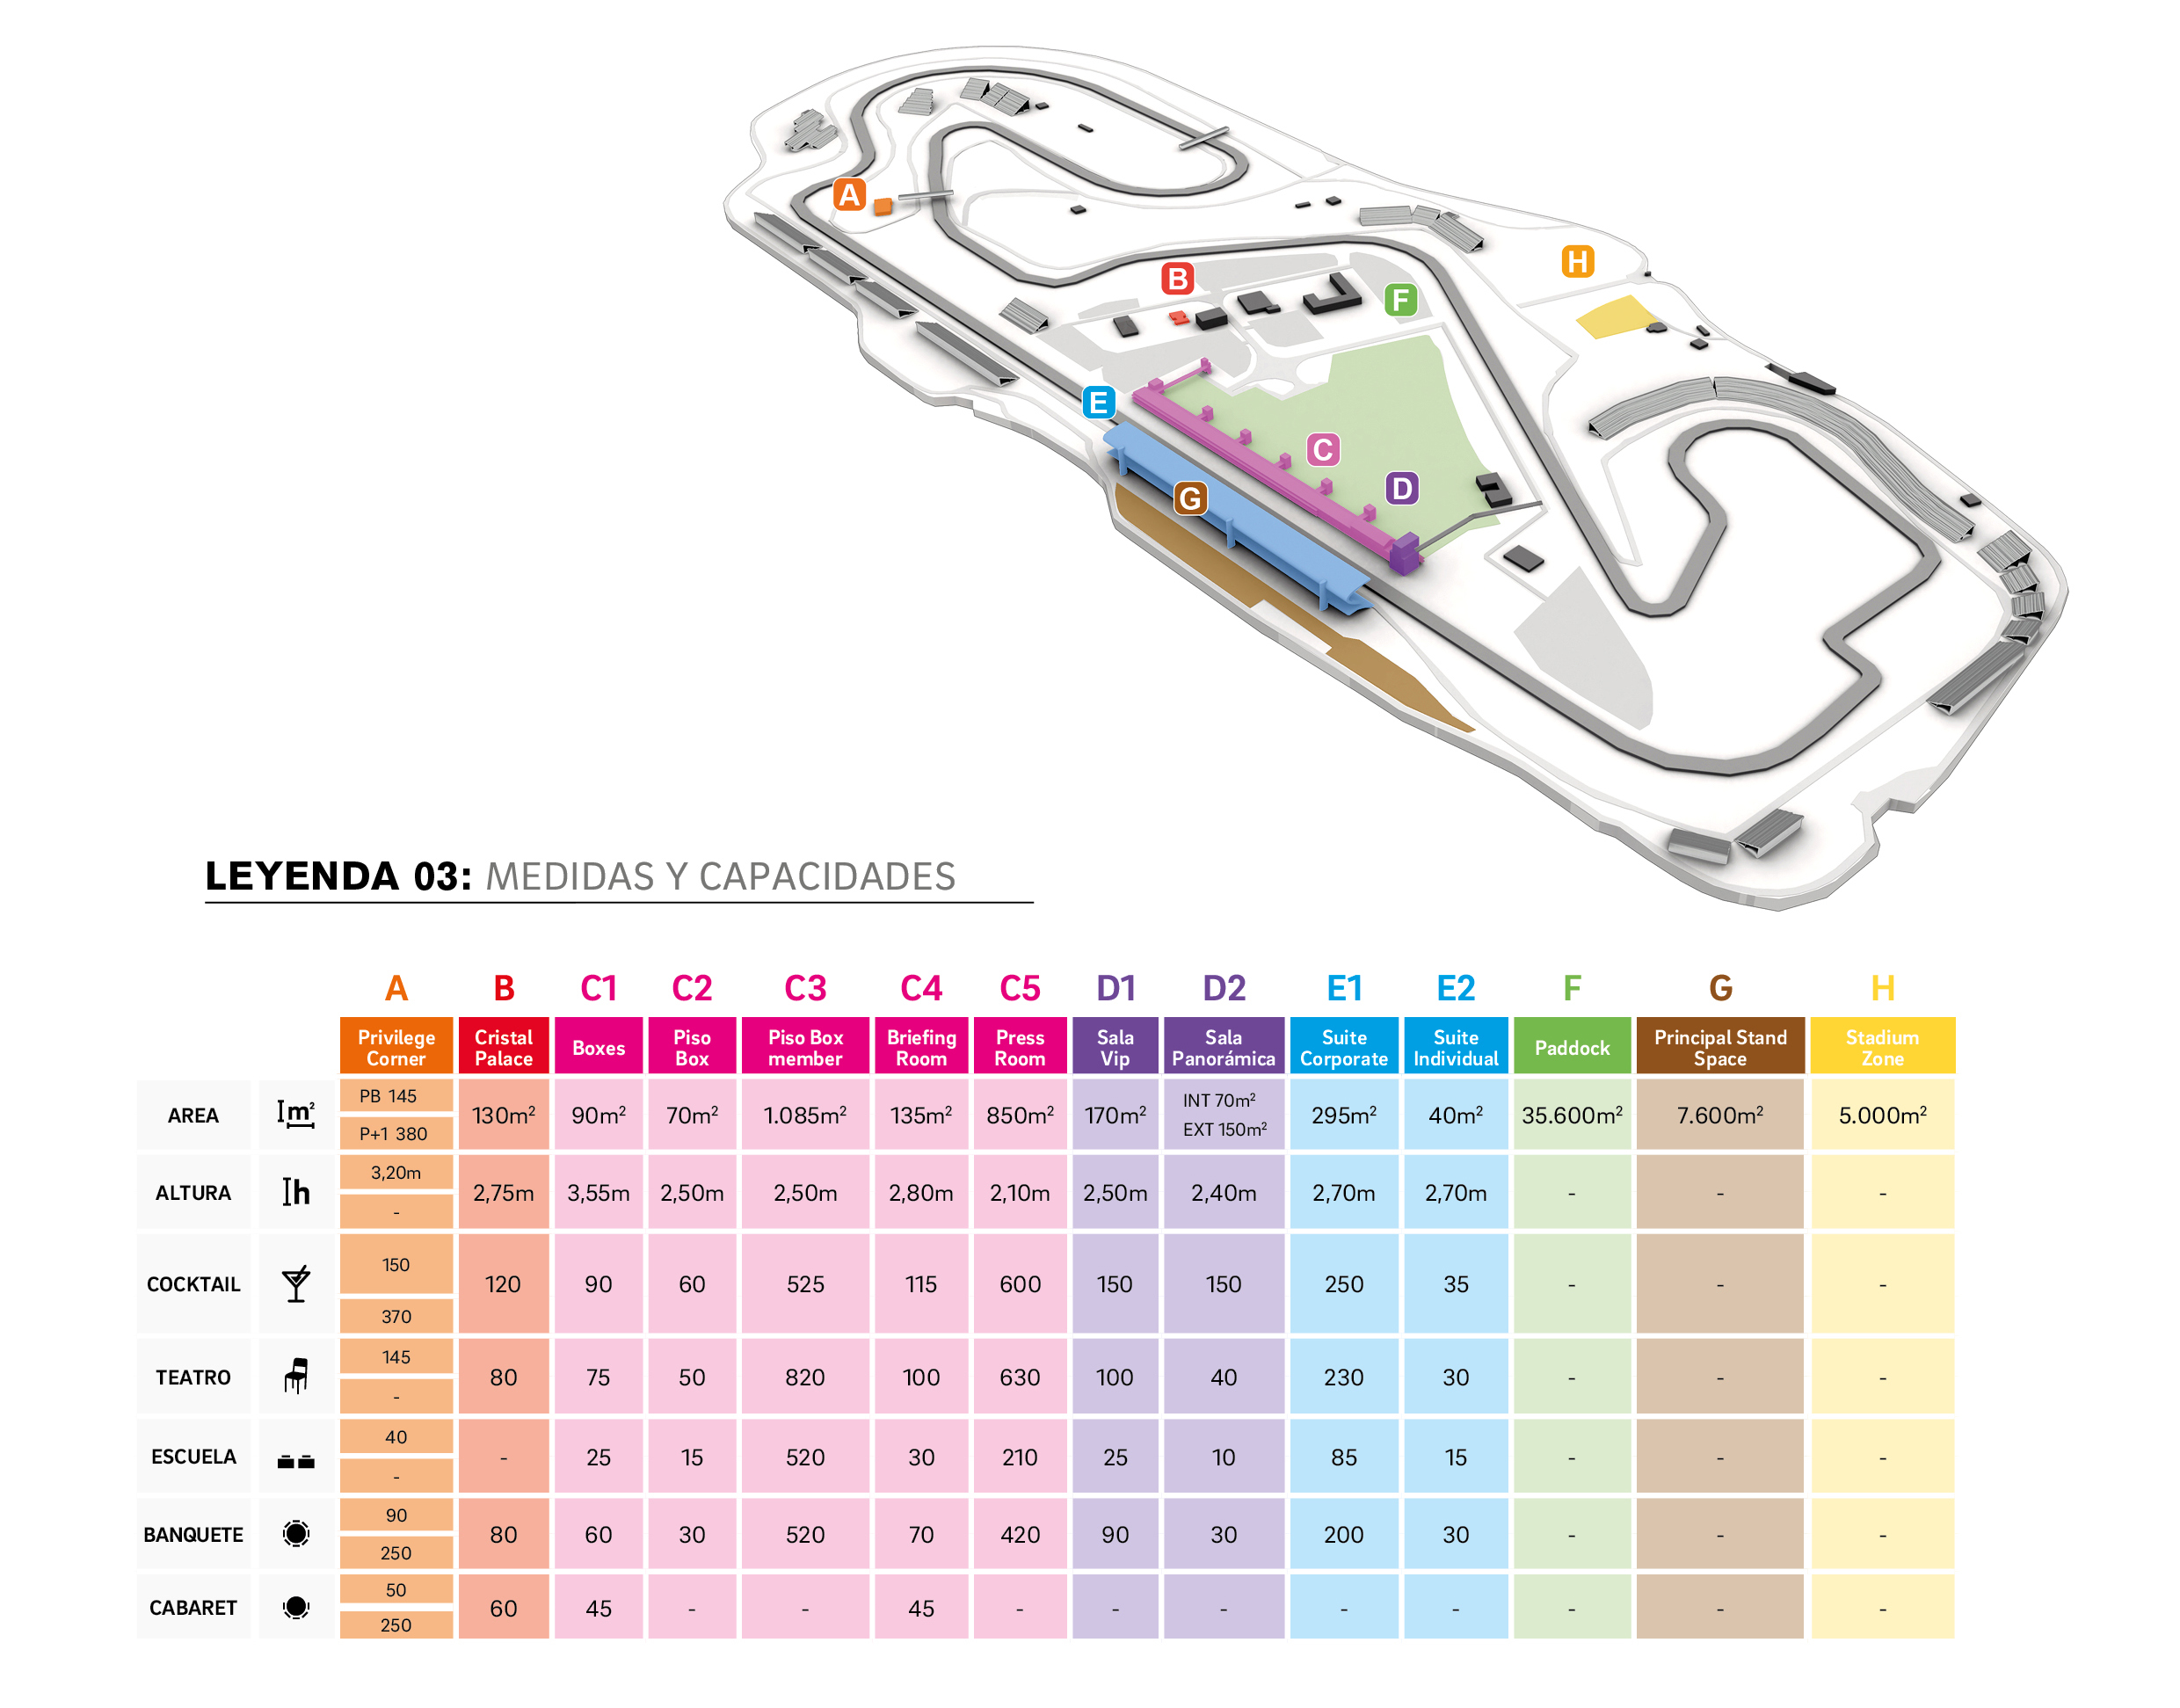 A
B
H
F
E
C
D
G
LEYENDA 03: MEDIDAS Y CAPACIDADES
A B C1 C2 C3 C4 C5 D1 D2 E1 E2 F G H
Privilege Corner Cristal Palace Boxes Piso Box Piso Box member Briefing Room Press Room Sala Vip Sala Panorámica Suite Corporate Suite Individual Paddock Principal Stand Space Stadium Zone
AREA m² PB 145 P+1 380 130m² 90m² 70m² 1.085m² 135m² 850m² 170m² INT 70m² EXT 150m² 295m² 40m² 35.600m² 7.600m² 5.000m²
ALTURA h 3,20m - 2,75m 3,55m 2,50m 2,50m 2,80m 2,10m 2,50m 2,40m 2,70m 2,70m - - -
COCKTAIL 150 370 120 90 60 525 115 600 150 150 250 35 - - -
TEATRO 145 - 80 75 50 820 100 630 100 40 230 30 - - -
ESCUELA 40 - - 25 15 520 30 210 25 10 85 15 - - -
BANQUETE 90 250 80 60 30 520 70 420 90 30 200 30 - - -
CABARET 50 250 60 45 - - 45 - - - - - - - -